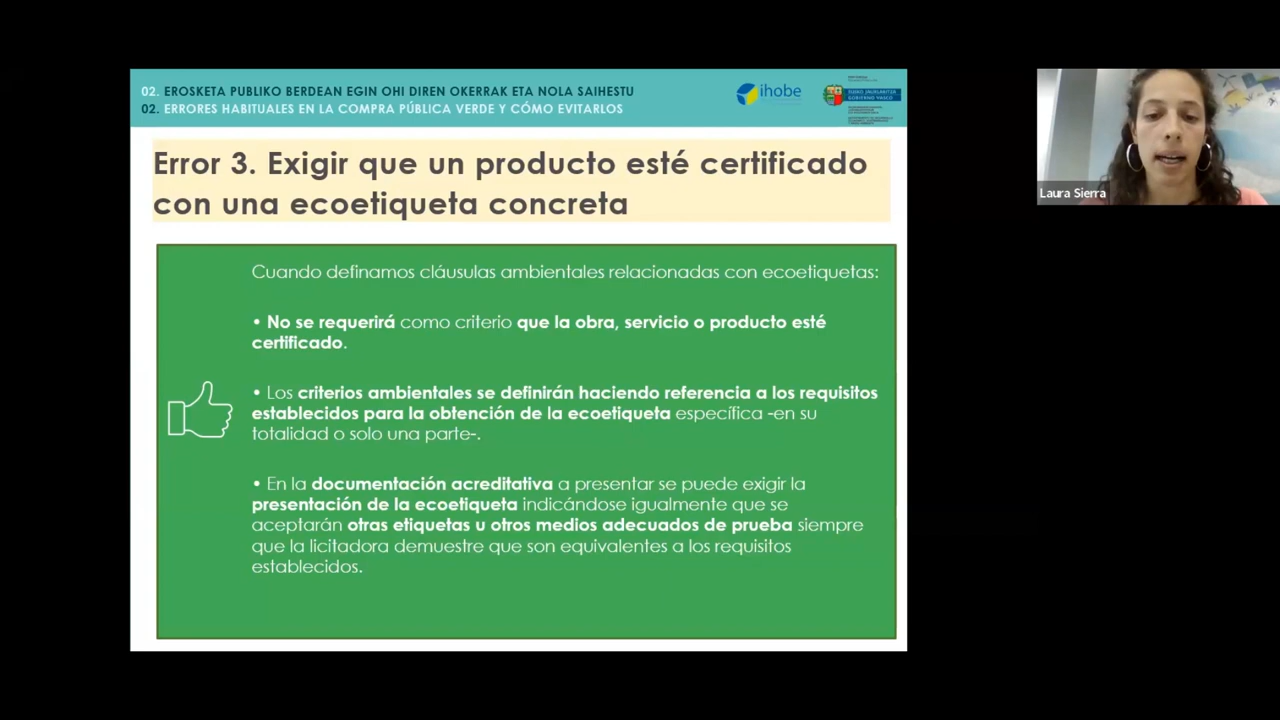 02. EROSKETA PUBLIKO BERDEAN EGIN OHI DIREN OKERRAK ETA NOLA SAIHESTU
02. ERRORES HABITUALES EN LA COMPRA PÚBLICA VERDE Y CÓMO EVITARLOS
ihobe
EUSKO JAURLARITZA
GOBIERNO VASCO
Error 3. Exigir que un producto esté certificado
con una ecoetiqueta concreta
Cuando definamos cláusulas ambientales relacionadas con ecoetiquetas:
• No se requerirá como criterio que la obra, servicio o producto esté
certificado.
• Los criterios ambientales se definirán haciendo referencia a los requisitos
establecidos para la obtención de la ecoetiqueta específica -en su
totalidad o solo una parte-.
• En la documentación acreditativa a presentar se puede exigir la
presentación de la ecoetiqueta indicándose igualmente que se
aceptarán otras etiquetas u otros medios adecuados de prueba siempre
que la licitadora demuestre que son equivalentes a los requisitos
establecidos.
Laura Sierra